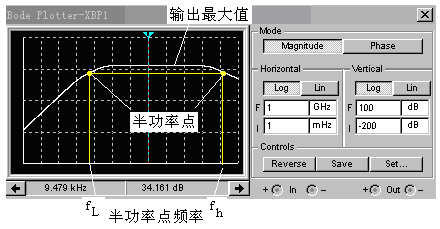 Bode Plotter-XBP1
输出最大值
半功率点
9.479 kHz
34.161 dB
fL 半功率点频率 fh
Mode
Magnitude
Phase
Horizontal
Vertical
Log
Lin
Log
Lin
F
1
GHz
F
100
dB
I
1
mHz
I
-200
dB
Controls
Reverse
Save
Set...
+ In -
+ Out -